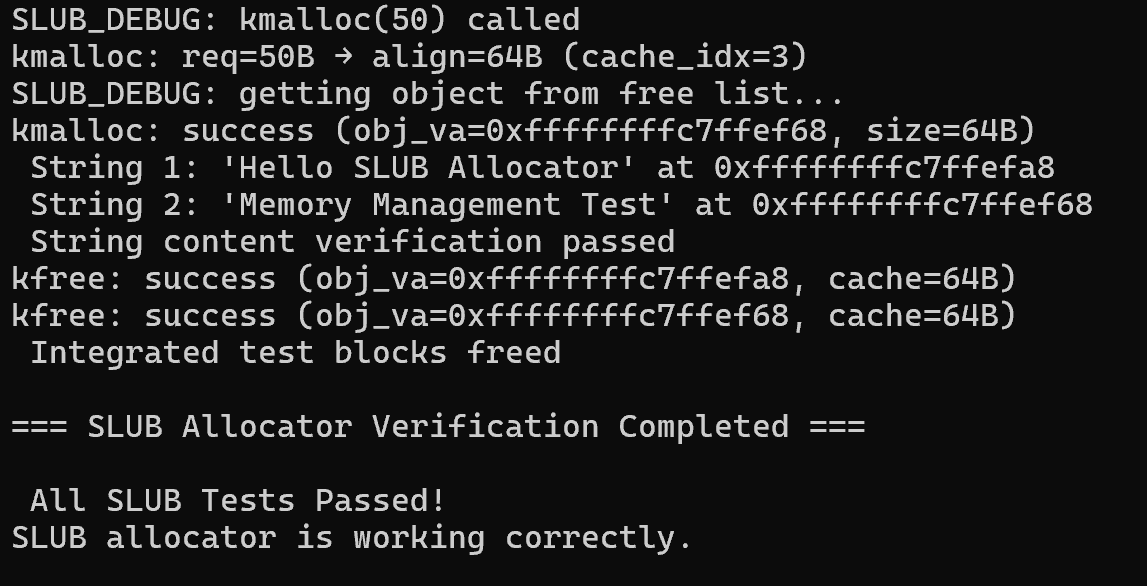 SLUB_DEBUG: kmalloc(50) called
kmalloc: req=50B → align=64B (cache_idx=3)
SLUB_DEBUG: getting object from free list...
kmalloc: success (obj_va=0xffffffffc7ffef68, size=64B)
String 1: 'Hello SLUB Allocator' at 0xffffffffc7ffefa8
String 2: 'Memory Management Test' at 0xffffffffc7ffef68
String content verification passed
kfree: success (obj_va=0xffffffffc7ffefa8, cache=64B)
kfree: success (obj_va=0xffffffffc7ffef68, cache=64B)
Integrated test blocks freed
=== SLUB Allocator Verification Completed ===
All SLUB Tests Passed!
SLUB allocator is working correctly.